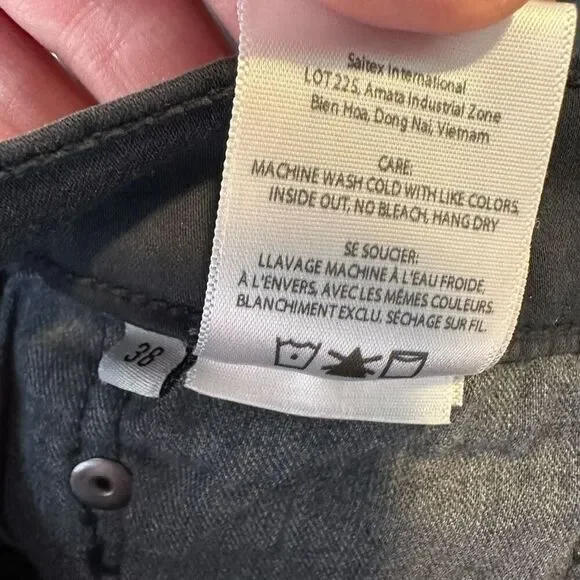 Saitex International
LOT 225, Amata Industrial Zone
Bien Hoa, Dong Nai, Vietnam
CARE:
MACHINE WASH COLD WITH LIKE COLORS,
INSIDE OUT, NO BLEACH, HANG DRY
SE SOUCIER:
LLAVAGE MACHINE À L'EAU FROIDE,
À L'ENVERS, AVEC LES MÊMES COULEURS.
BLANCHIMENT EXCLU. SÉCHAGE SUR FIL.
38